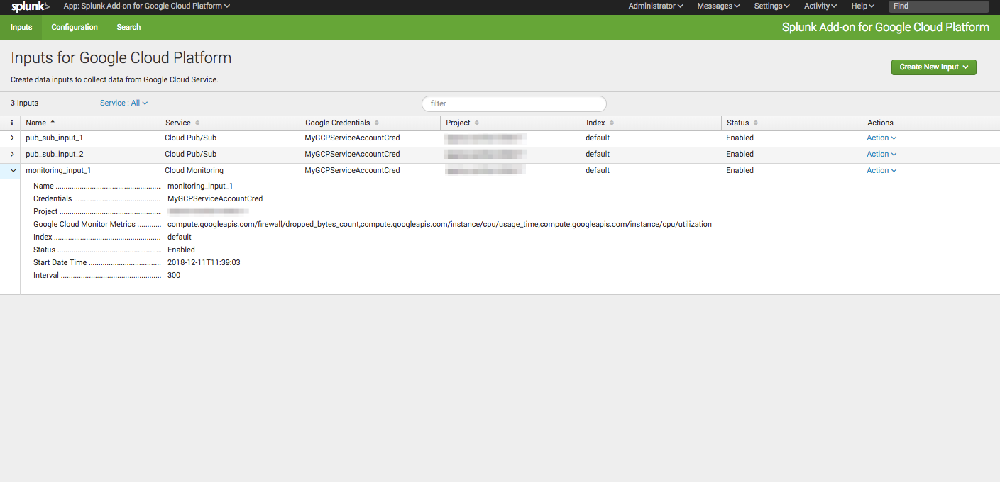 splunk> App: Splunk Add-on for Google Cloud Platform Administrator Messages Settings Activity Help Find
Inputs Configuration Search Splunk Add-on for Google Cloud Platform
Inputs for Google Cloud Platform
Create New Input
Create data inputs to collect data from Google Cloud Service.
3 Inputs Service : All filter
i Name Service Google Credentials Project Index Status Actions
pub_sub_input_1 Cloud Pub/Sub MyGCPServiceAccountCred default Enabled Action
pub_sub_input_2 Cloud Pub/Sub MyGCPServiceAccountCred default Enabled Action
monitoring_input_1 Cloud Monitoring MyGCPServiceAccountCred default Enabled Action
Name monitoring_input_1
Credentials MyGCPServiceAccountCred
Project
Google Cloud Monitor Metrics compute.googleapis.com/firewall/dropped_bytes_count,compute.googleapis.com/instance/cpu/usage_time,compute.googleapis.com/instance/cpu/utilization
Index default
Status Enabled
Start Date Time 2018-12-11T11:39:03
Interval 300